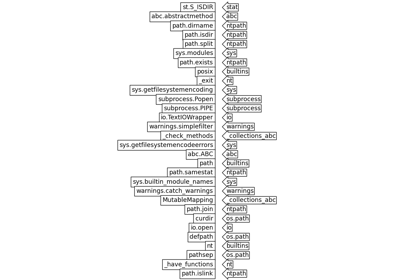 st.S_ISDIR stat
abc.abstractmethod abc
path.dirname ntpath
path.isdir ntpath
path.split ntpath
sys.modules sys
path.exists ntpath
posix builtins
_exit nt
sys.getfilesystemencoding sys
subprocess.Popen subprocess
subprocess.PIPE subprocess
io.TextIOWrapper io
warnings.simplefilter warnings
_check_methods _collections_abc
sys.getfilesystemencodeerrors sys
abc.ABC abc
path builtins
path.samestat ntpath
sys.builtin_module_names sys
warnings.catch_warnings warnings
MutableMapping _collections_abc
path.join ntpath
curdir os.path
io.open io
defpath os.path
nt builtins
pathsep os.path
_have_functions nt
path.islink ntpath